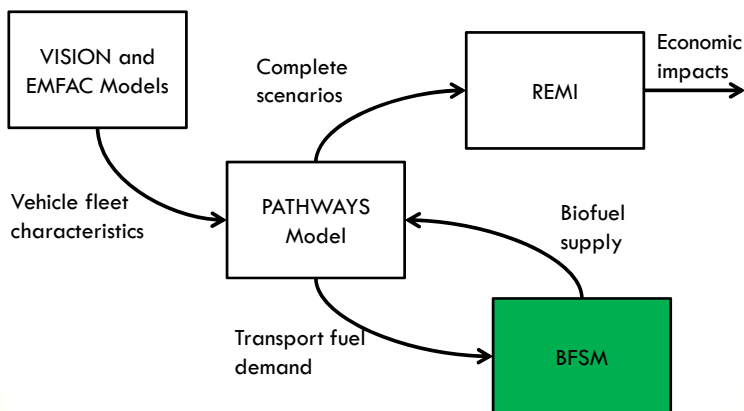 VISION and
EMFAC Models
Complete
scenarios
REMI
Economic
impacts
Vehicle fleet
characteristics
PATHWAYS
Model
Biofuel
supply
Transport fuel
demand
BFSM